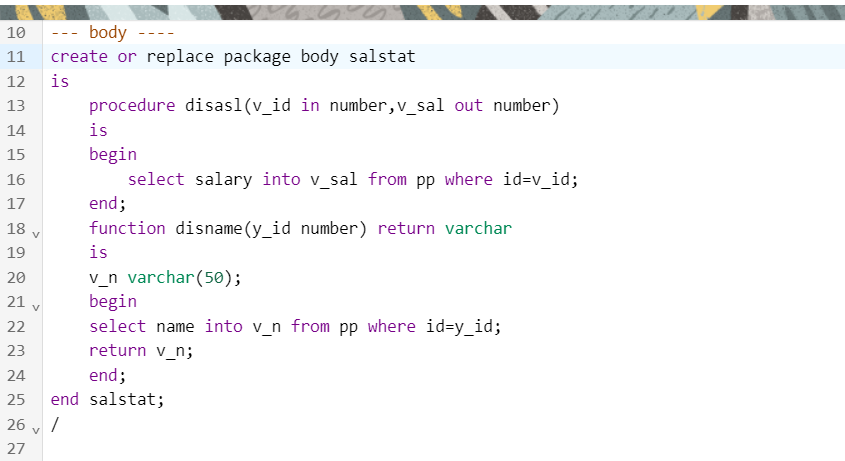 10 --- body ----
11 create or replace package body salstat
12 is
13 procedure disasl(v_id in number,v_sal out number)
14 is
15 begin
16 select salary into v_sal from pp where id=v_id;
17 end;
18 function disname(y_id number) return varchar
19 is
20 v_n varchar(50);
21 begin
22 select name into v_n from pp where id=y_id;
23 return v_n;
24 end;
25 end salstat;
26 /
27